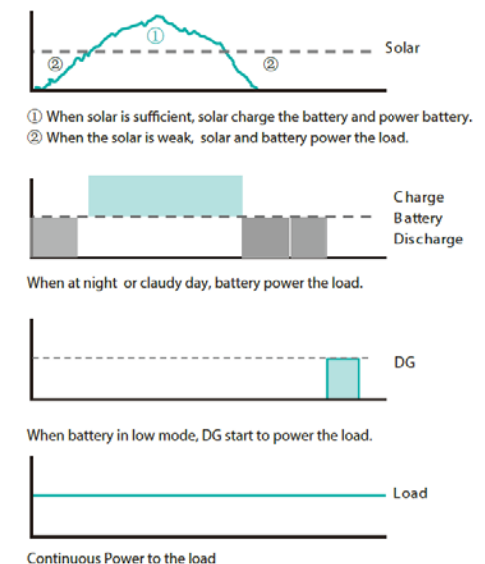 ①
Solar
②
②
① When solar is sufficient, solar charge the battery and power battery.
② When the solar is weak, solar and battery power the load.
Charge
Battery
Discharge
When at night or claudy day, battery power the load.
DG
When battery in low mode, DG start to power the load.
Load
Continuous Power to the load